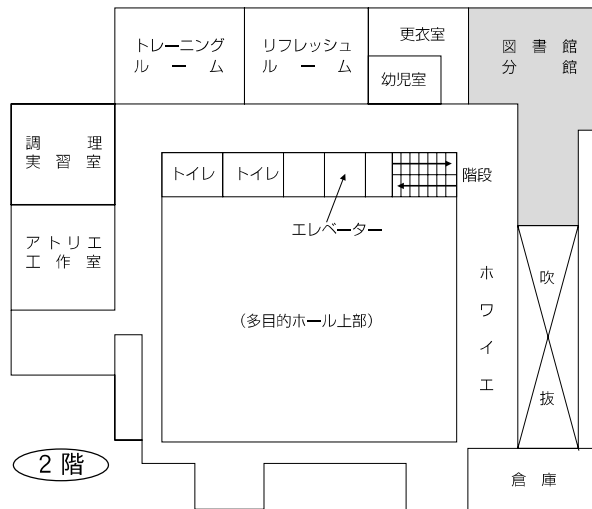 トレーニング
ルーム
リフレッシュ
ルーム
更衣室
幼児室
図書館
分館
調理
実習室
トイレ
トイレ
階段
エレベーター
アトリエ
工作室
(多目的ホール上部)
ホワイエ
吹抜
2階
倉庫